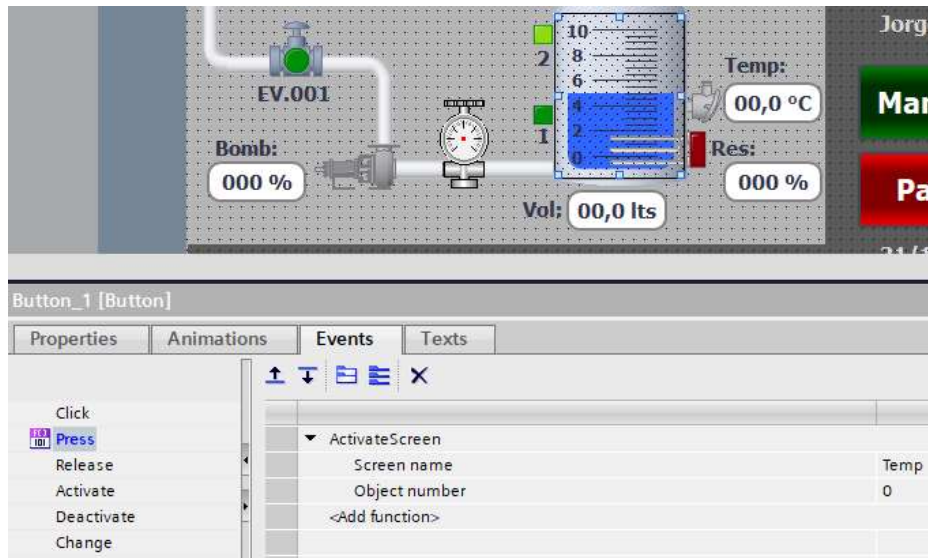 Jorg
10
8
6
4
2
0
2
1
Temp:
00,0 ºC
EV.001
Mar
Bomb:
000 %
Res:
000 %
Pa
Vol:
00,0 lts
Button_1 [Button]
Properties
Animations
Events
Texts
Click
Press
Release
Activate
Deactivate
Change
ActivateScreen
Screen name
Temp
Object number
0
<Add function>